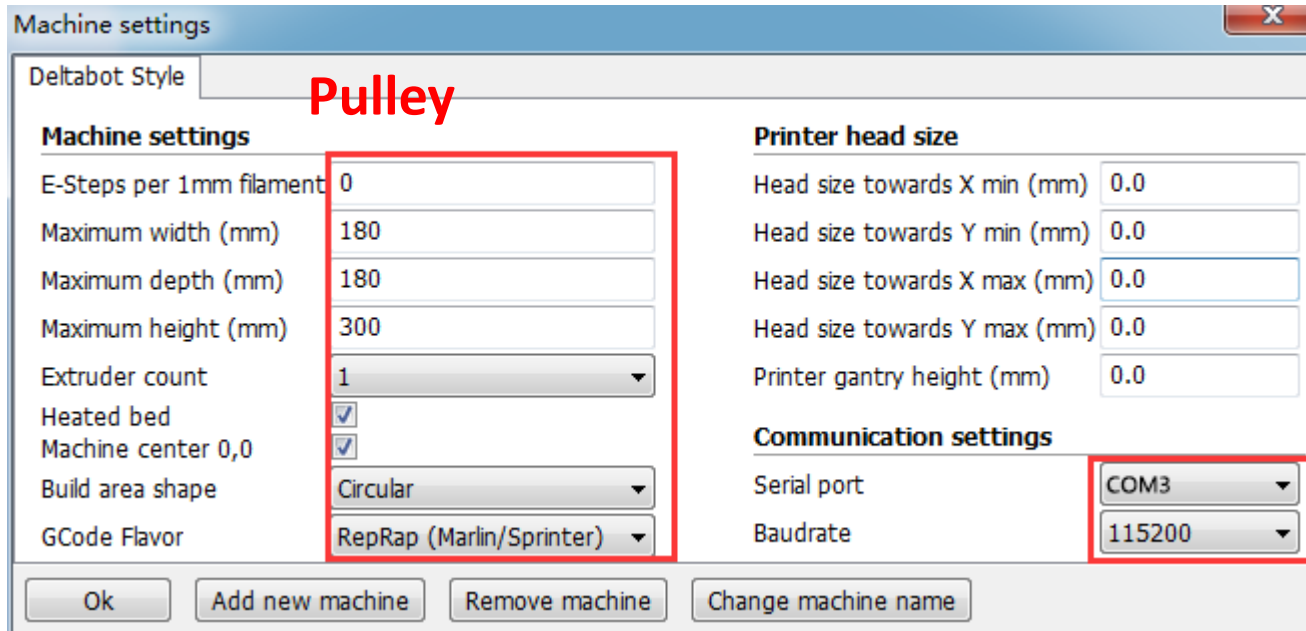 Machine settings
X
Deltabot Style
Pulley
Machine settings
E-Steps per 1mm filament 0
Maximum width (mm) 180
Maximum depth (mm) 180
Maximum height (mm) 300
Extruder count 1
Heated bed
Machine center 0,0
Build area shape Circular
GCode Flavor RepRap (Marlin/Sprinter)
Printer head size
Head size towards X min (mm) 0.0
Head size towards Y min (mm) 0.0
Head size towards X max (mm) 0.0
Head size towards Y max (mm) 0.0
Printer gantry height (mm) 0.0
Communication settings
Serial port COM3
Baudrate 115200
Ok Add new machine Remove machine Change machine name